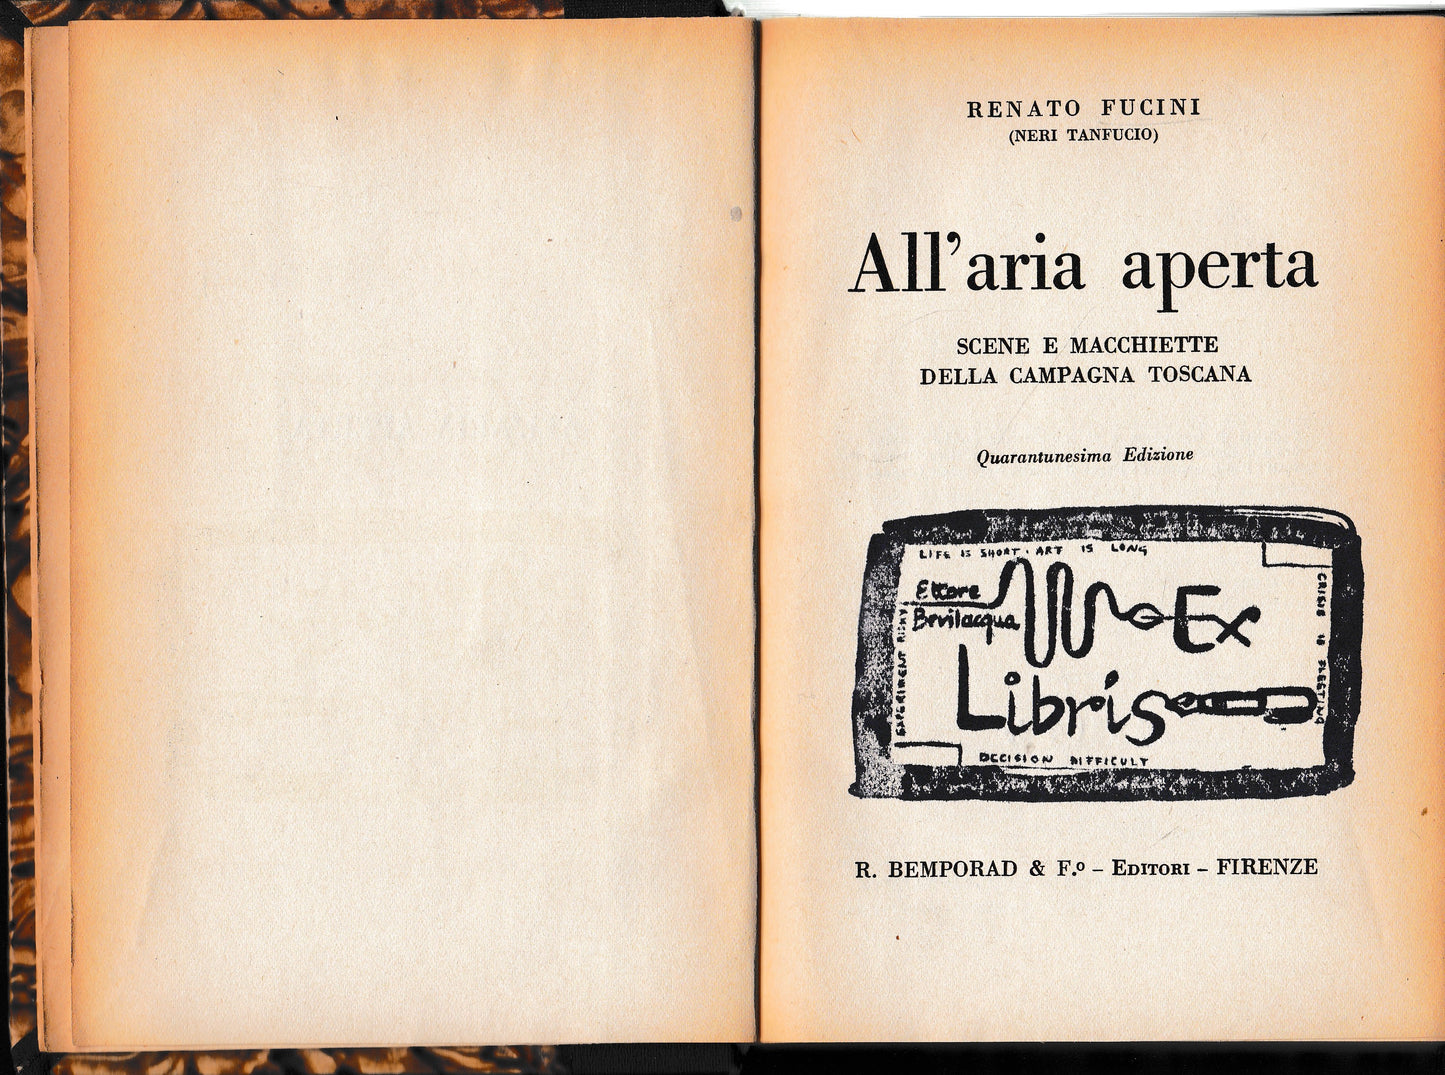 RENATO FUCINI
(NERI TANFUCIO)
All'aria aperta
SCENE E MACCHIETTE
DELLA CAMPAGNA TOSCANA
Quarantunesima Edizione
LIFE IS SHORT · ART IS LONG
CRISIS IS FLEETING
EXPERIMENT RISKY
Ettore
Bevilacqua
Ex
Libris
DECISION DIFFICULT
R. BEMPORAD & F.º – EDITORI – FIRENZE